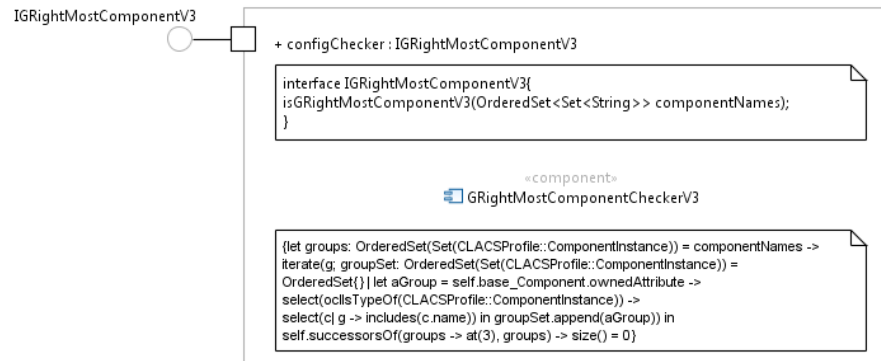 IGRightMostComponentV3
+ configChecker : IGRightMostComponentV3
interface IGRightMostComponentV3{
isGRightMostComponentV3(OrderedSet<Set<String>> componentNames);
}
«component»
GRightMostComponentCheckerV3
{let groups: OrderedSet(Set(CLACSProfile::ComponentInstance)) = componentNames ->
iterate(g; groupSet: OrderedSet(Set(CLACSProfile::ComponentInstance)) =
OrderedSet{} | let aGroup = self.base_Component.ownedAttribute ->
select(oclIsTypeOf(CLACSProfile::ComponentInstance)) ->
select(c| g -> includes(c.name)) in groupSet.append(aGroup)) in
self.successorsOf(groups -> at(3), groups) -> size() = 0}